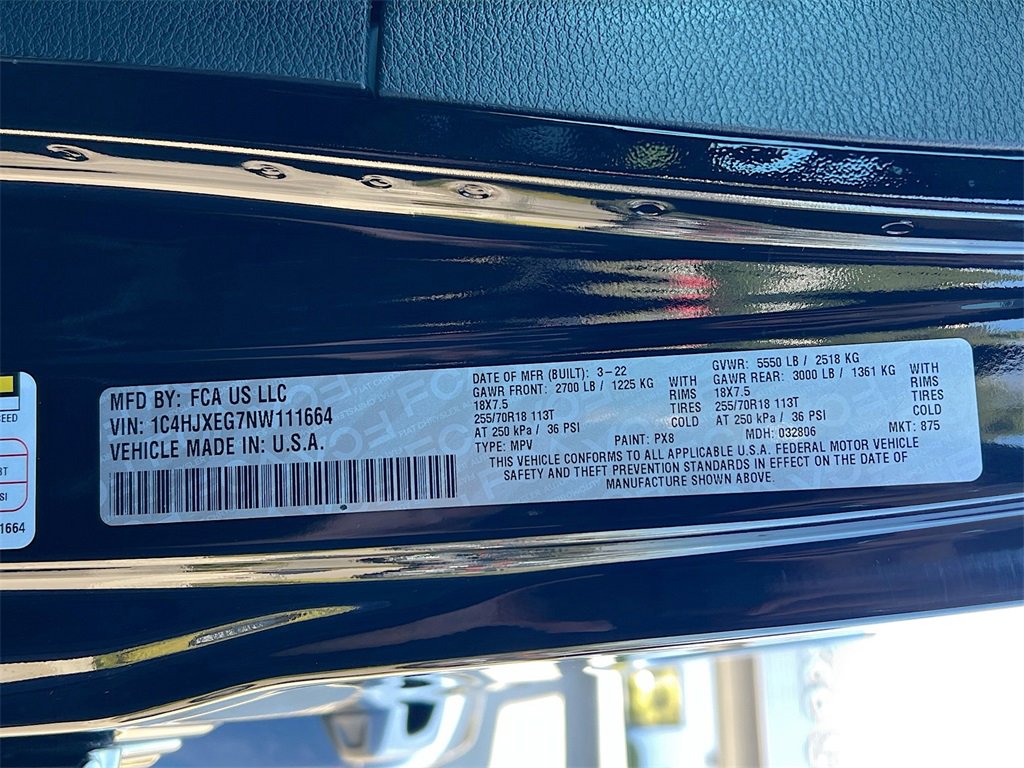 MFD BY: FCA US LLC
VIN: 1C4HJXEG7NW111664
VEHICLE MADE IN: U.S.A.
DATE OF MFR (BUILT): 3-22
GAWR FRONT: 2700 LB / 1225 KG WITH
18X7.5 RIMS
255/70R18 113T TIRES
AT 250 kPa / 36 PSI COLD
TYPE: MPV PAINT: PX8
GVWR: 5550 LB / 2518 KG
GAWR REAR: 3000 LB / 1361 KG WITH
18X7.5 RIMS
255/70R18 113T TIRES
AT 250 kPa / 36 PSI COLD
MDH: 032806 MKT: 875
THIS VEHICLE CONFORMS TO ALL APPLICABLE U.S.A. FEDERAL MOTOR VEHICLE
SAFETY AND THEFT PREVENTION STANDARDS IN EFFECT ON THE DATE OF
MANUFACTURE SHOWN ABOVE.
1664